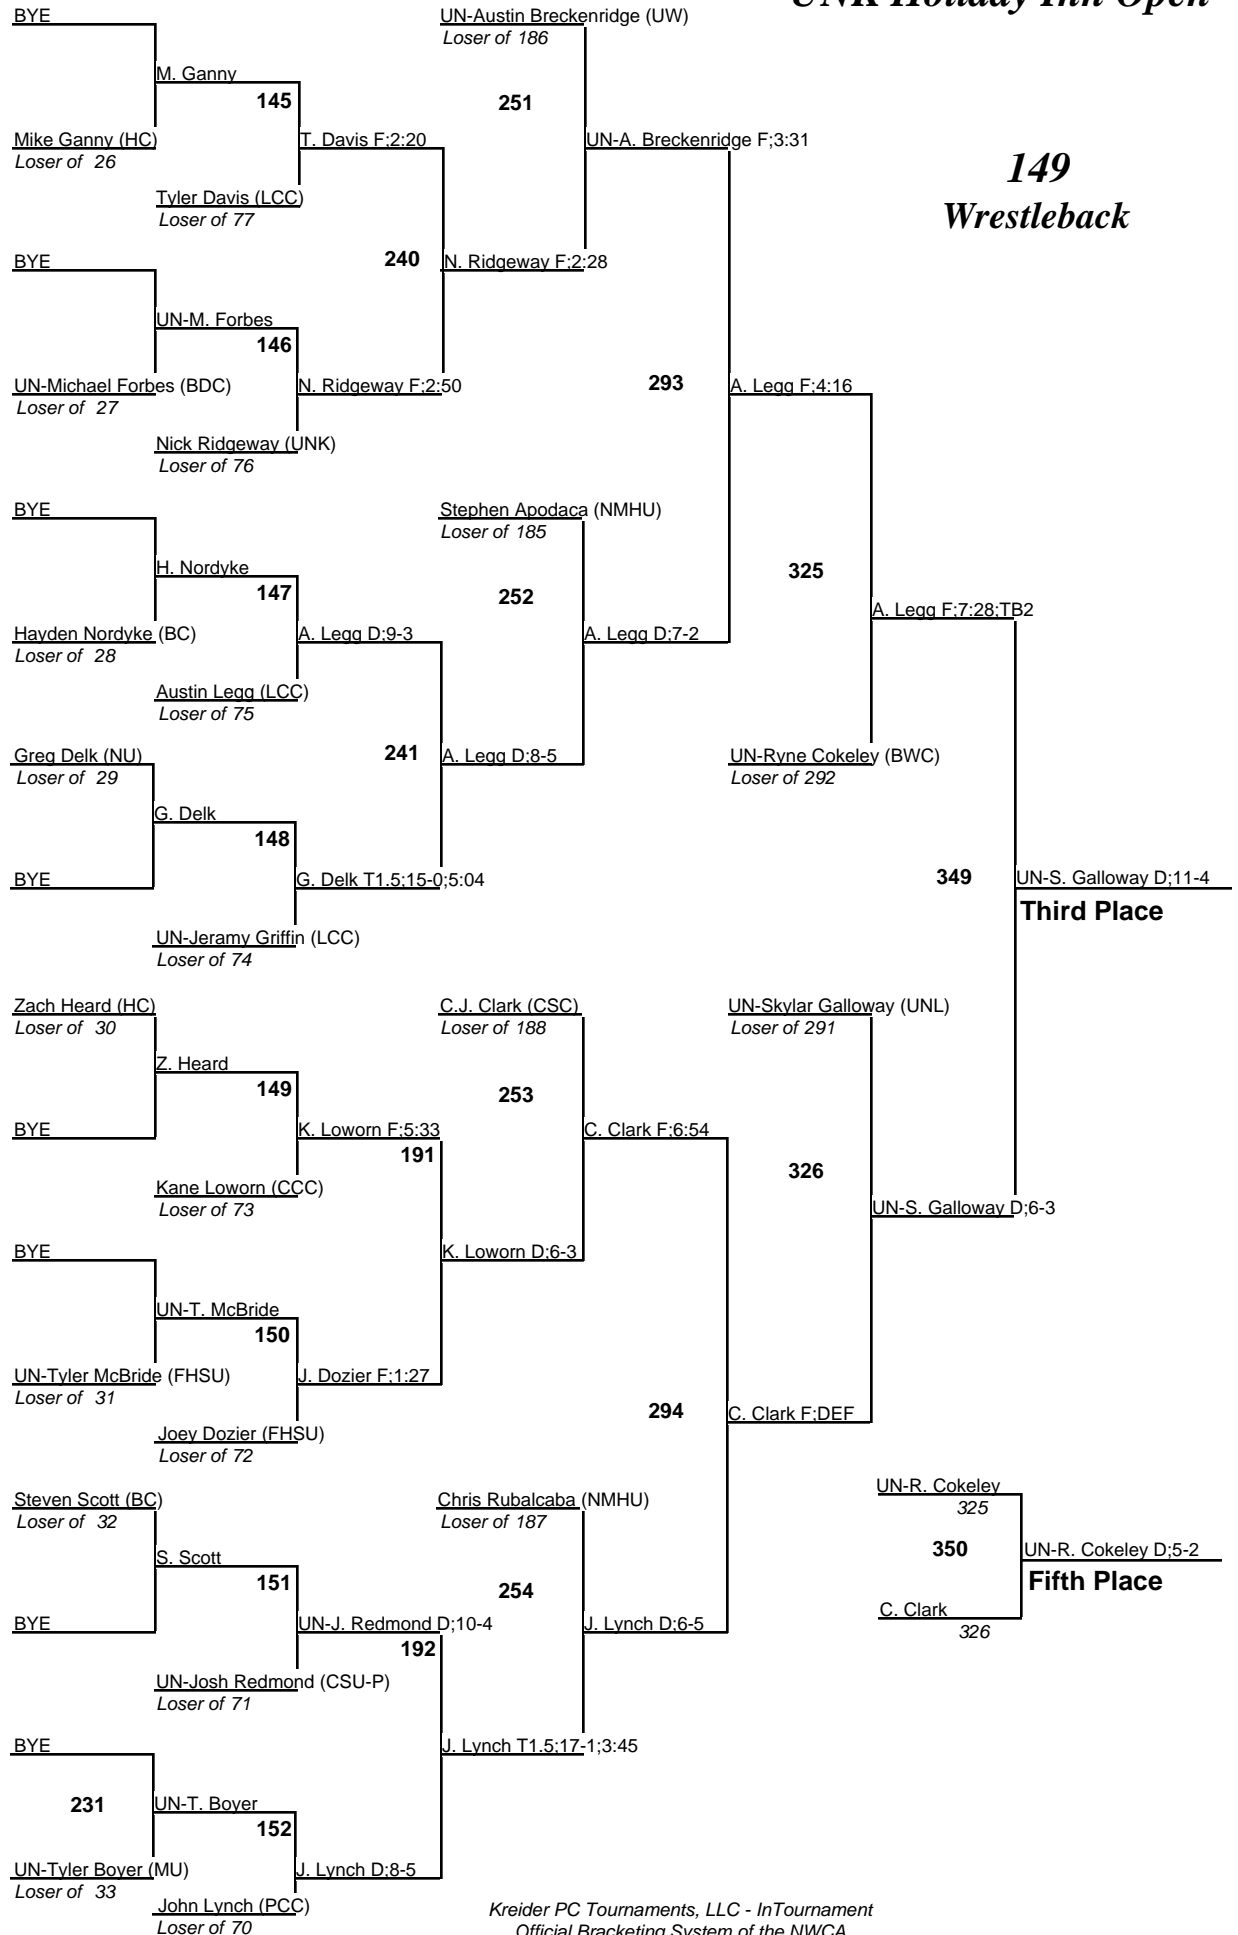 UNK Holiday Inn Open
149
Wrestleback
BYE
M. Ganny
145
Mike Ganny (HC)
Loser of 26
T. Davis F;2:20
Tyler Davis (LCC)
Loser of 77
BYE
240
UN-M. Forbes
146
UN-Michael Forbes (BDC)
Loser of 27
N. Ridgeway F;2:50
Nick Ridgeway (UNK)
Loser of 76
UN-Austin Breckenridge (UW)
Loser of 186
251
UN-A. Breckenridge F;3:31
N. Ridgeway F;2:28
293
A. Legg F;4:16
BYE
H. Nordyke
147
Hayden Nordyke (BC)
Loser of 28
A. Legg D;9-3
Austin Legg (LCC)
Loser of 75
Stephen Apodaca (NMHU)
Loser of 185
252
A. Legg D;7-2
325
A. Legg F;7:28;TB2
Greg Delk (NU)
Loser of 29
241
A. Legg D;8-5
UN-Ryne Cokeley (BWC)
Loser of 292
G. Delk
148
BYE
G. Delk T1.5;15-0;5:04
UN-Jeramy Griffin (LCC)
Loser of 74
349
UN-S. Galloway D;11-4
Third Place
Zach Heard (HC)
Loser of 30
C.J. Clark (CSC)
Loser of 188
UN-Skylar Galloway (UNL)
Loser of 291
Z. Heard
149
253
BYE
K. Loworn F;5:33
191
C. Clark F;6:54
326
Kane Loworn (CCC)
Loser of 73
UN-S. Galloway D;6-3
BYE
K. Loworn D;6-3
UN-T. McBride
150
UN-Tyler McBride (FHSU)
Loser of 31
J. Dozier F;1:27
Joey Dozier (FHSU)
Loser of 72
294
C. Clark F;DEF
Steven Scott (BC)
Loser of 32
Chris Rubalcaba (NMHU)
Loser of 187
UN-R. Cokeley
325
S. Scott
151
254
350
UN-R. Cokeley D;5-2
Fifth Place
BYE
UN-J. Redmond D;10-4
192
J. Lynch D;6-5
C. Clark
326
UN-Josh Redmond (CSU-P)
Loser of 71
BYE
J. Lynch T1.5;17-1;3:45
231
UN-T. Boyer
152
UN-Tyler Boyer (MU)
Loser of 33
J. Lynch D;8-5
John Lynch (PCC)
Loser of 70
Kreider PC Tournaments, LLC - InTournament
Official Bracketing System of the NWCA